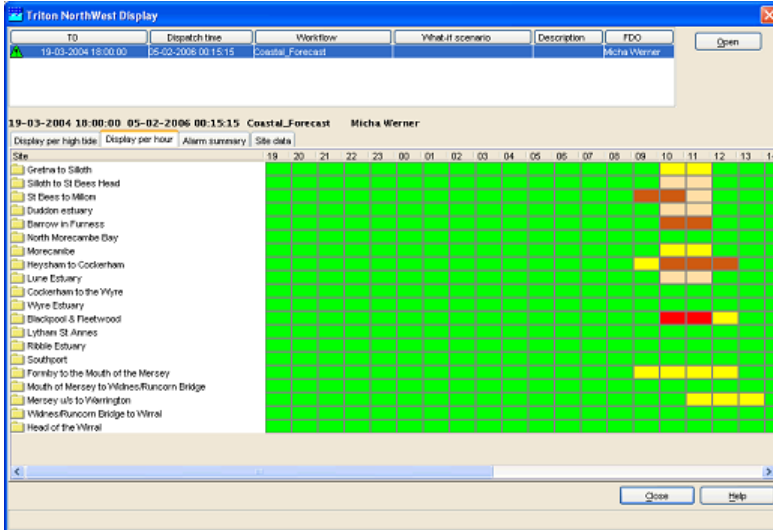 Triton NorthWest Display
T0 Dispatch time Workflow What-if scenario Description FDO
19-03-2004 18:00:00 05-02-2006 00:15:15 Coastal_Forecast Micha Werner
Open
19-03-2004 18:00:00 05-02-2006 00:15:15 Coastal_Forecast Micha Werner
Display per high tide Display per hour Alarm summary Site data
Site 19 20 21 22 23 00 01 02 03 04 05 06 07 08 09 10 11 12 13
Gretna to Silloth
Silloth to St Bees Head
St Bees to Millom
Duddon estuary
Barrow in Furness
North Morecambe Bay
Morecambe
Heysham to Cockerham
Lune Estuary
Cockerham to the Wyre
Wyre Estuary
Blackpool & Fleetwood
Lytham St Annes
Ribble Estuary
Southport
Formby to the Mouth of the Mersey
Mouth of Mersey to Widnes/Runcorn Bridge
Mersey u/s to Warrington
Widnes/Runcorn Bridge to Wirral
Head of the Wirral
Close Help